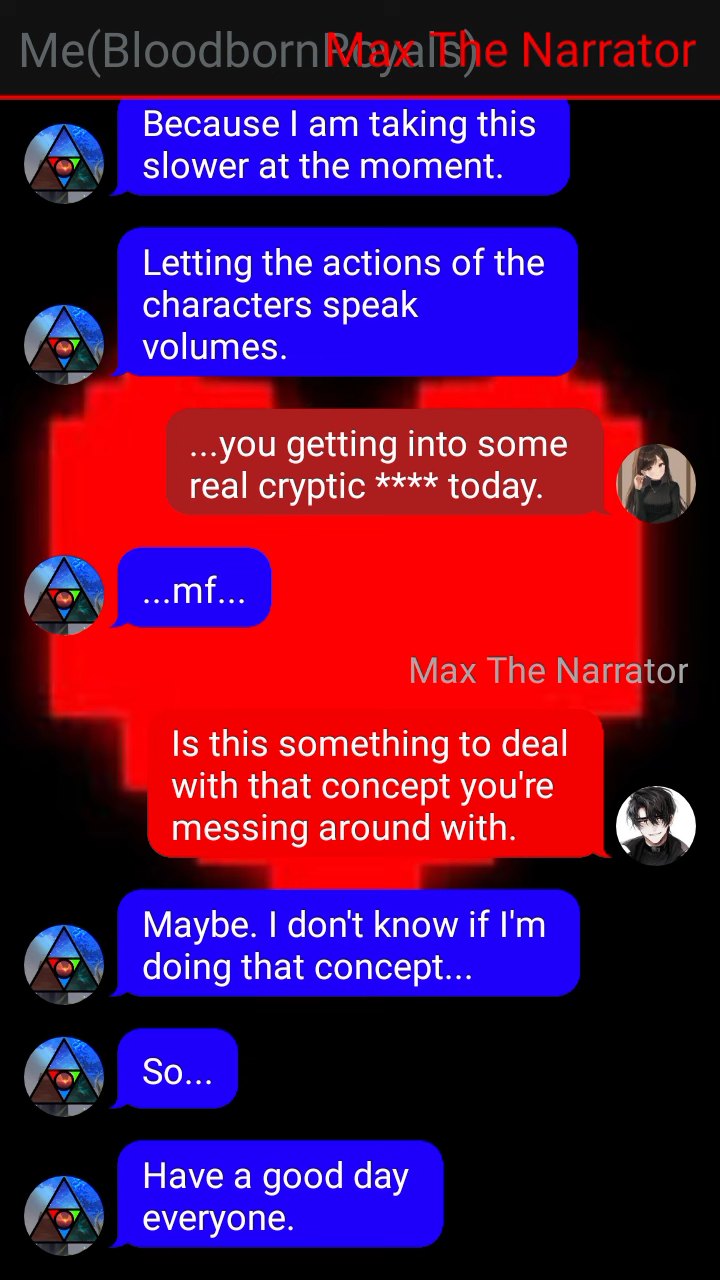 Me(BloodbornRoyals)
Max The Narrator
Because I am taking this
slower at the moment.
Letting the actions of the
characters speak
volumes.
...you getting into some
real cryptic **** today.
...mf...
Max The Narrator
Is this something to deal
with that concept you're
messing around with.
Maybe. I don't know if I'm
doing that concept...
So...
Have a good day
everyone.